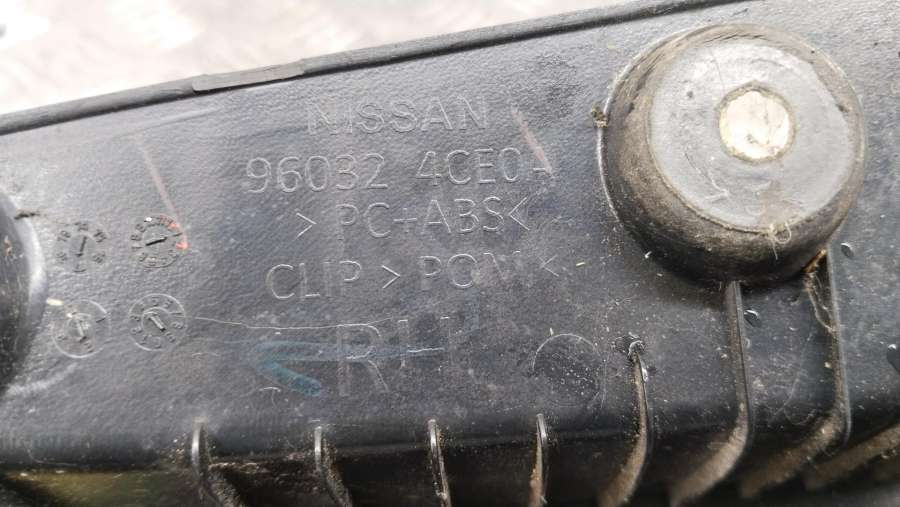 NISSAN
96032 4CE0A
> PC+ABS<
CLIP > POM <
RH